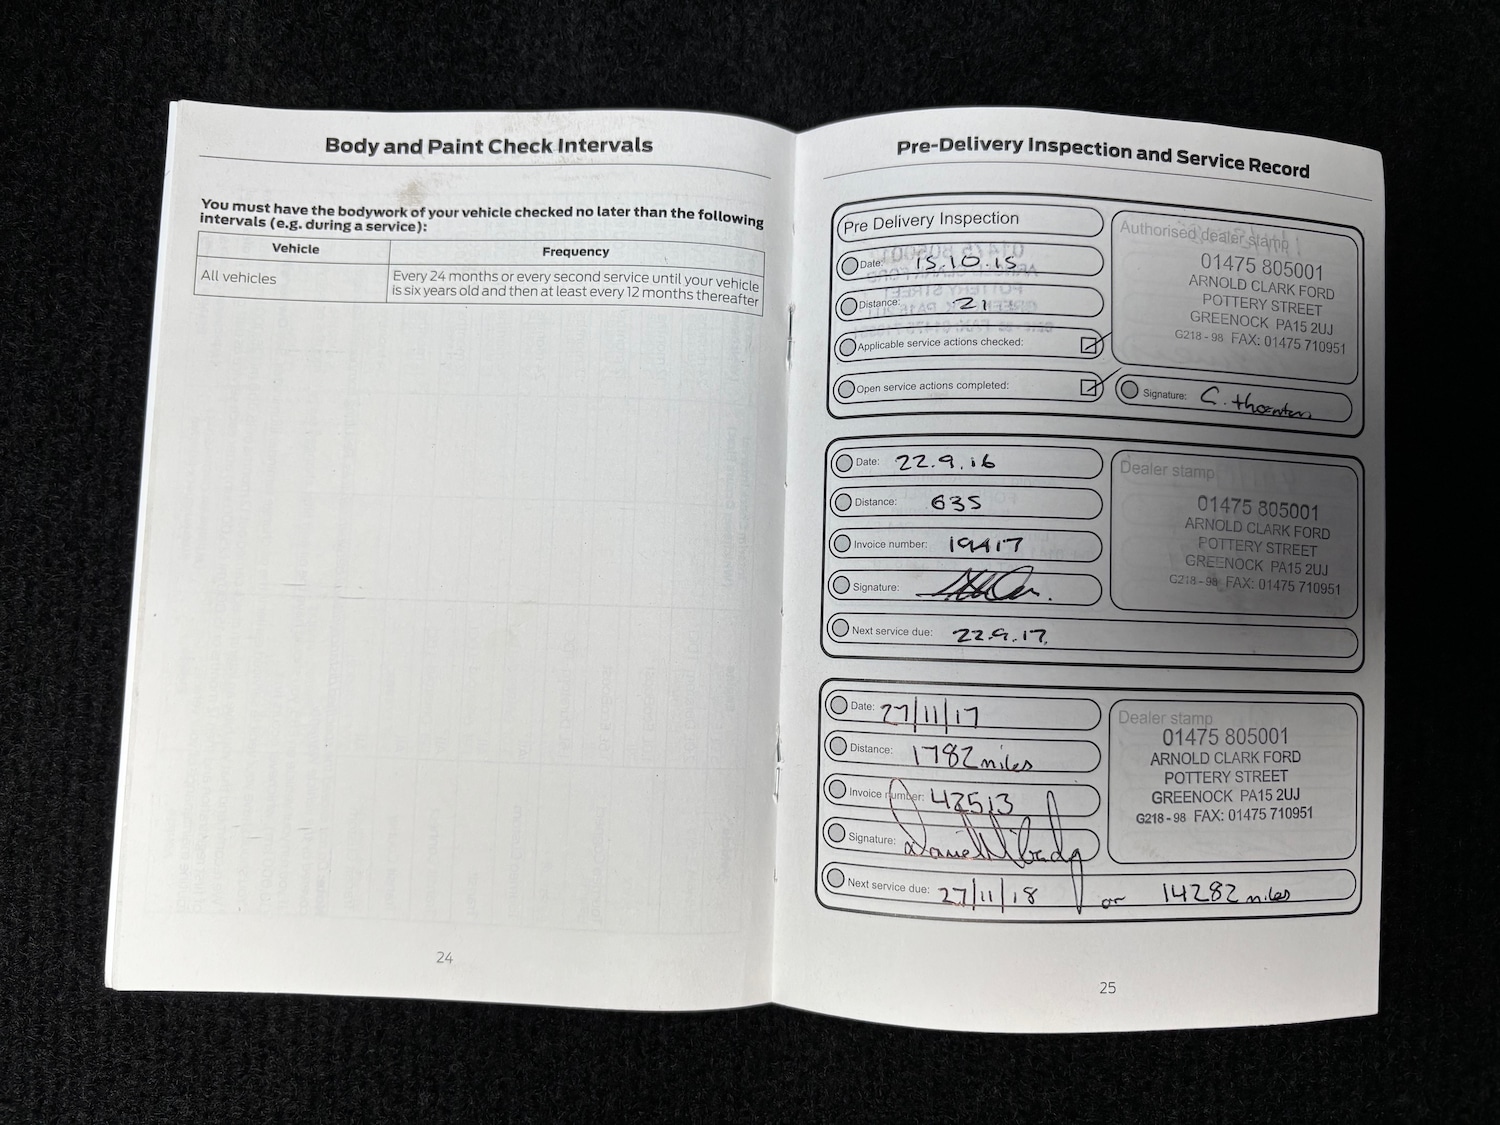 Body and Paint Check Intervals
You must have the bodywork of your vehicle checked no later than the following
intervals (e.g. during a service):
Vehicle Frequency
All vehicles Every 24 months or every second service until your vehicle
is six years old and then at least every 12 months thereafter
24
Pre-Delivery Inspection and Service Record
Pre Delivery Inspection
Date: 15.10.15
Distance: 21
Applicable service actions checked:
Open service actions completed:
Authorised dealer stamp
01475 805001
ARNOLD CLARK FORD
POTTERY STREET
GREENOCK PA15 2UJ
G218 - 98 FAX: 01475 710951
Signature: C. Thornton
Date: 22.9.16
Distance: 635
Invoice number: 19417
Signature:
Next service due: 22.9.17.
Dealer stamp
01475 805001
ARNOLD CLARK FORD
POTTERY STREET
GREENOCK PA15 2UJ
G218 - 98 FAX: 01475 710951
Date: 27/11/17
Distance: 1782 miles
Invoice number: 42513
Signature:
Next service due: 27/11/18 or 14282 miles
Dealer stamp
01475 805001
ARNOLD CLARK FORD
POTTERY STREET
GREENOCK PA15 2UJ
G218 - 98 FAX: 01475 710951
25